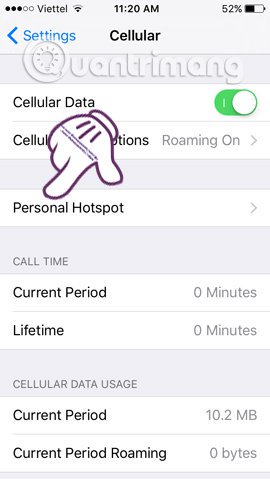 Viettel 11:20 AM 52%
Settings Cellular
Quantrimang
Cellular Data
Cellul tions Roaming On
Personal Hotspot
CALL TIME
Current Period 0 Minutes
Lifetime 0 Minutes
CELLULAR DATA USAGE
Current Period 10.2 MB
Current Period Roaming 0 bytes